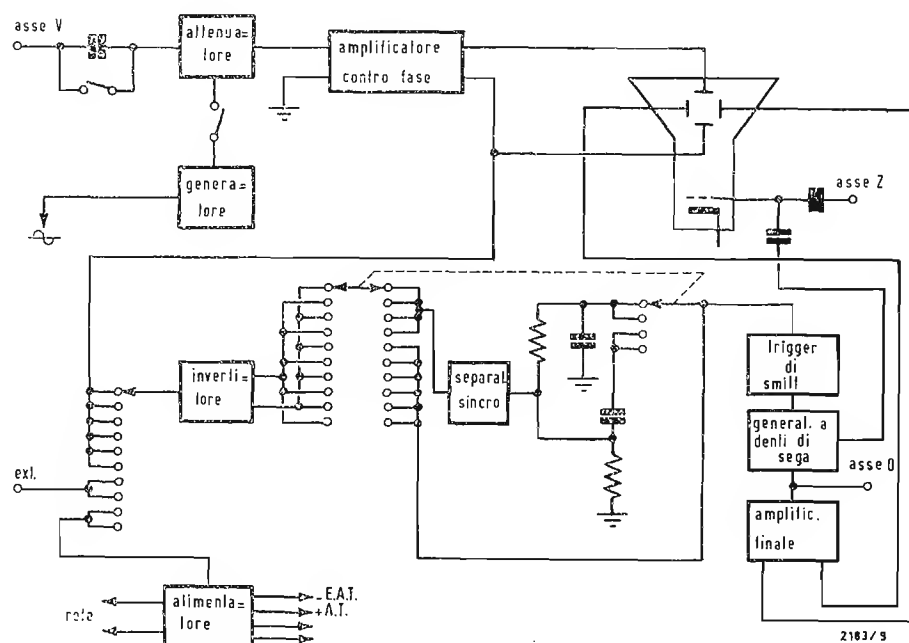 asse V
attenua=
tore
amplificatore
contro fase
genera=
tore
asse Z
inverti=
tore
separat.
sincro
trigger
di
smitt
general. a
denti di
sega
asse O
amplific.
finale
ext.
rete
alimenta=
tore
- E.A.T.
+A.T.
2183/9